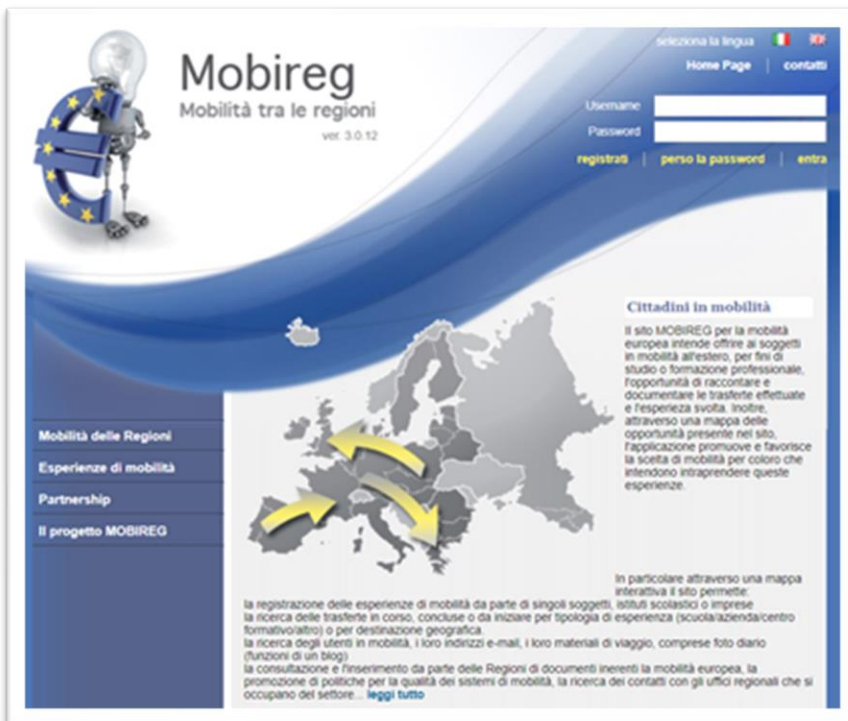 Mobireg
Mobilità tra le regioni
ver. 3.0.12
seleziona la lingua
Home Page | contatti
Username
Password
registrati | perso la password | entra
Mobilità delle Regioni
Esperienze di mobilità
Partnership
Il progetto MOBIREG
Cittadini in mobilità
Il sito MOBIREG per la mobilità
europea intende offrire ai soggetti
in mobilità all'estero, per fini di
studio o formazione professionale,
l'opportunità di raccontare e
documentare le trasferte effettuate
e l'esperieza svolta. Inoltre,
attraverso una mappa delle
opportunità presente nel sito,
l'applicazione promuove e favorisce
la scelta di mobilità per coloro che
intendono intraprendere queste
esperienze.
In particolare attraverso una mappa
interattiva il sito permette:
la registrazione delle esperienze di mobilità da parte di singoli soggetti, istituti scolastici o imprese
la ricerca delle trasferte in corso, concluse o da iniziare per tipologia di esperienza (scuola/azienda/centro
formativo/altro) o per destinazione geografica.
la ricerca degli utenti in mobilità, i loro indirizzi e-mail, i loro materiali di viaggio, comprese foto diario
(funzioni di un blog)
la consultazione e l'inserimento da parte delle Regioni di documenti inerenti la mobilità europea, la
promozione di politiche per la qualità dei sistemi di mobilità, la ricerca dei contatti con gli uffici regionali che si
occupano del settore... leggi tutto